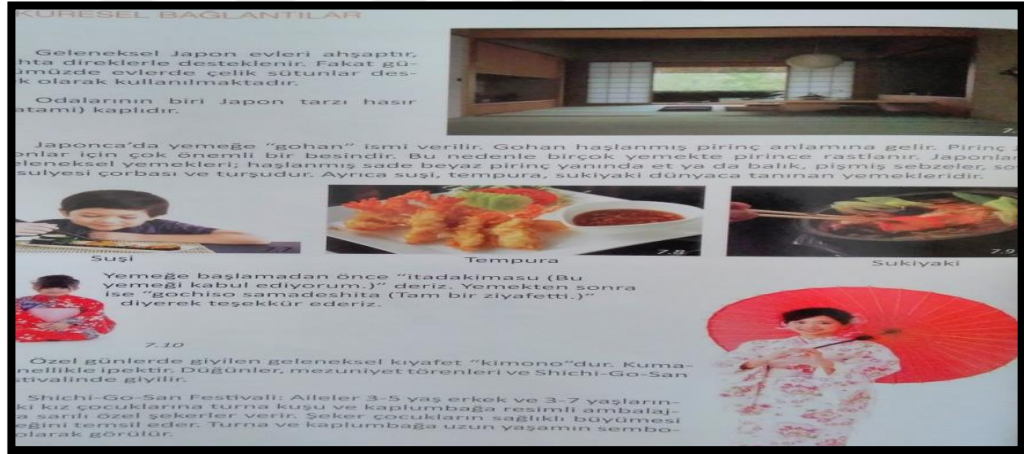 KÜRESEL BAĞLANTILAR
Geleneksel Japon evleri ahşaptır,
hta direklerle desteklenir. Fakat gü-
ümüzde evlerde çelik sütunlar des-
k olarak kullanılmaktadır.
Odalarının biri Japon tarzı hasır
atami) kaplıdır.
7.
Japonca'da yemeğe "gohan" ismi verilir. Gohan haşlanmış pirinç anlamına gelir. Pirinç J
onlar için çok önemli bir besindir. Bu nedenle birçok yemekte pirince rastlanır. Japonlar
eleneksel yemekleri; haşlanmış sade beyaz pirinç yanında et ya da balık, pişmiş sebzeler, so
sulyesi çorbası ve turşudur. Ayrıca suşi, tempura, sukiyaki dünyaca tanınan yemekleridir.
7.7
7.8
7.9
Suşi
Tempura
Sukiyaki
Yemeğe başlamadan önce "itadakimasu (Bu
yemeği kabul ediyorum.)" deriz. Yemekten sonra
ise "gochiso samadeshita (Tam bir ziyafetti.)"
diyerek teşekkür ederiz.
7.10
Özel günlerde giyilen geleneksel kıyafet "kimono"dur. Kuma-
nellikle ipektir. Düğünler, mezuniyet törenleri ve Shichi-Go-San
stivalinde giyilir.
Shichi-Go-San Festivali: Aileler 3-5 yaş erkek ve 3-7 yaşların-
ki kız çocuklarına turna kuşu ve kaplumbağa resimli ambalaj-
a sarılı özel şekerler verir. Şeker çocukların sağlıklı büyümesi
eğini temsil eder. Turna ve kaplumbağa uzun yaşamın sembo-
olarak görülür.